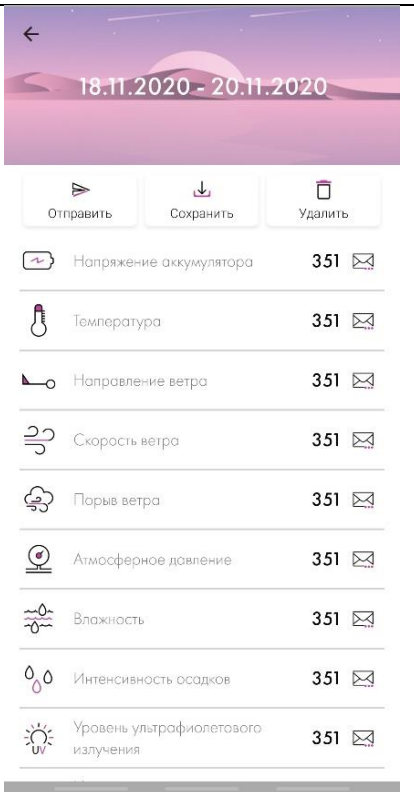 18.11.2020 - 20.11.2020
Отправить
Сохранить
Удалить
Напряжение аккумулятора 351
Температура 351
Направление ветра 351
Скорость ветра 351
Порыв ветра 351
Атмосферное давление 351
Влажность 351
Интенсивность осадков 351
Уровень ультрафиолетового
излучения 351
UV